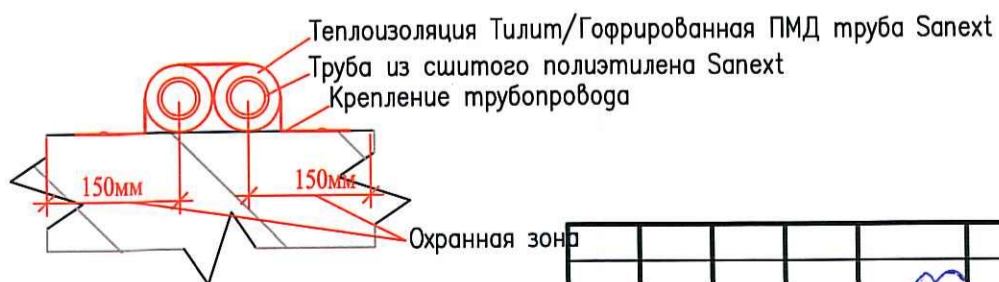 Теплоизоляция Тилит/Гофрированная ПМД труба Sanext
Труба из сшитого полиэтилена Sanext
Крепление трубопровода
150мм
150мм
Охранная зона